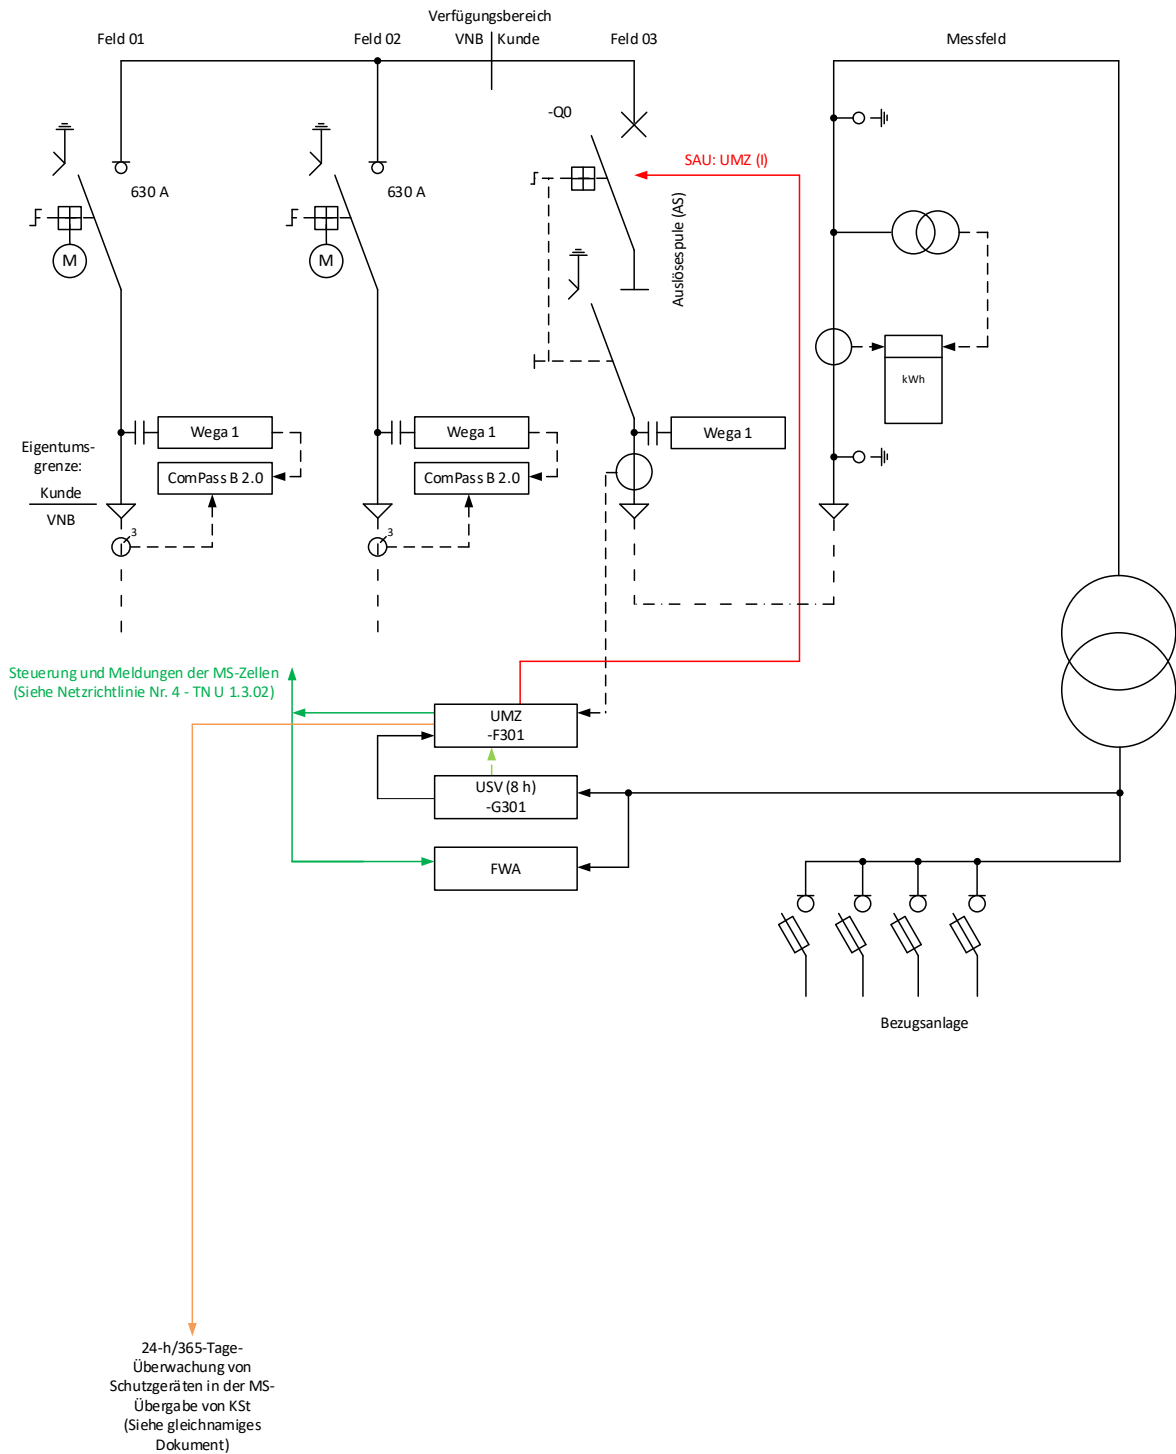 Verfügungsbereich
Feld 01
Feld 02
VNB
Kunde
Feld 03
Messfeld
-Q0
630 A
630 A
SAU: UMZ (I)
Auslösespule (AS)
M
M
kWh
Wega 1
Wega 1
Wega 1
Eigentums-
grenze:
Kunde
VNB
ComPass B 2.0
ComPass B 2.0
3
3
Steuerung und Meldungen der MS-Zellen
(Siehe Netzrichtlinie Nr. 4 - TN U 1.3.02)
UMZ
-F301
USV (8 h)
-G301
FWA
Bezugsanlage
24-h/365-Tage-
Überwachung von
Schutzgeräten in der MS-
Übergabe von KSt
(Siehe gleichnamiges
Dokument)